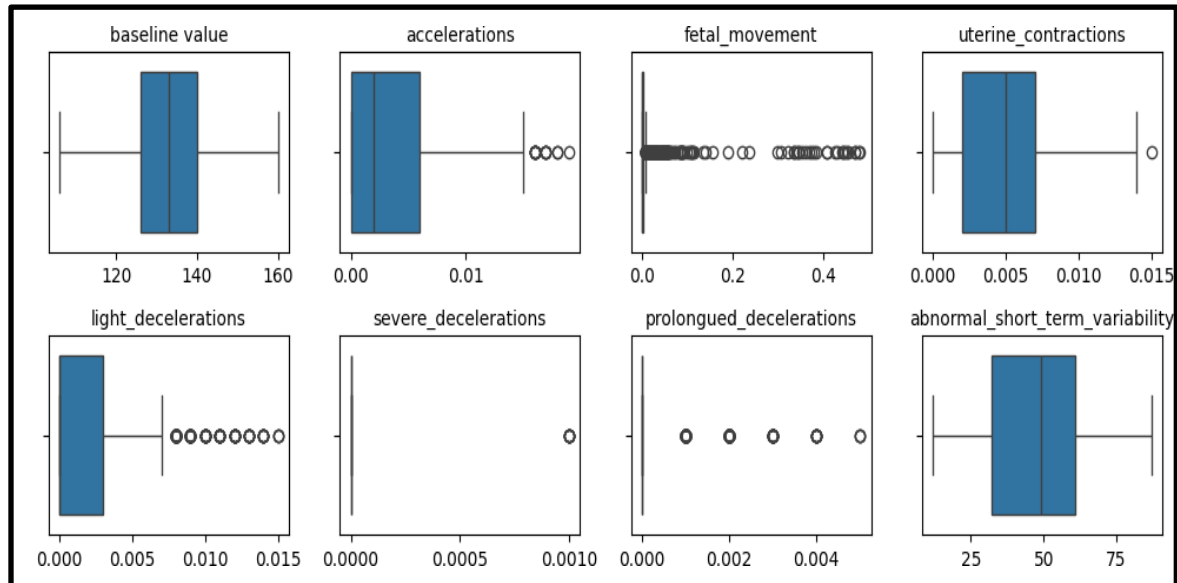 baseline value accelerations fetal_movement uterine_contractions
120 140 160 0.00 0.01 0.0 0.2 0.4 0.000 0.005 0.010 0.015
light_decelerations severe_decelerations prolongued_decelerations abnormal_short_term_variability
0.000 0.005 0.010 0.015 0.0000 0.0005 0.0010 0.000 0.002 0.004 25 50 75